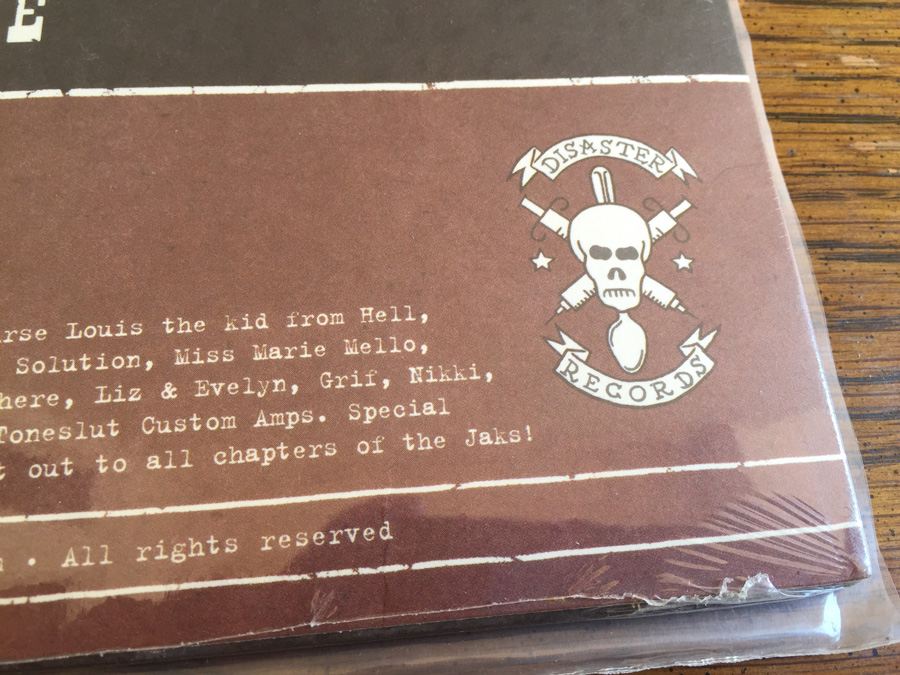 E
DISASTER
rse Louis the kid from Hell,
Solution, Miss Marie Mello,
here, Liz & Evelyn, Grif, Nikki,
Toneslut Custom Amps. Special
t out to all chapters of the Jaks!
RECORDS
· All rights reserved